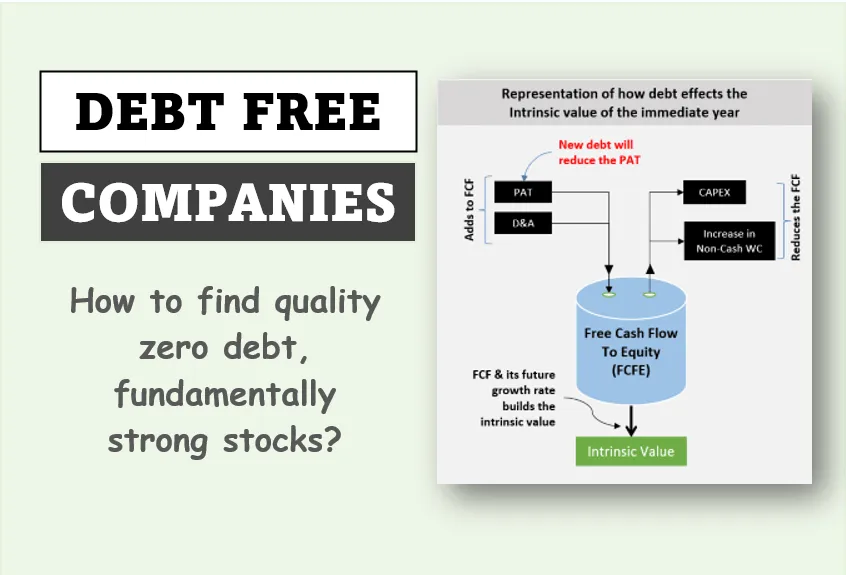 DEBT FREE
COMPANIES
How to find quality
zero debt,
fundamentally
strong stocks?
Representation of how debt effects the
Intrinsic value of the immediate year
New debt will
reduce the PAT
Adds to FCF
PAT
D&A
CAPEX
Increase in
Non-Cash WC
Reduces the FCF
Free Cash Flow
To Equity
(FCFE)
FCF & its future
growth rate
builds the
intrinsic value
Intrinsic Value